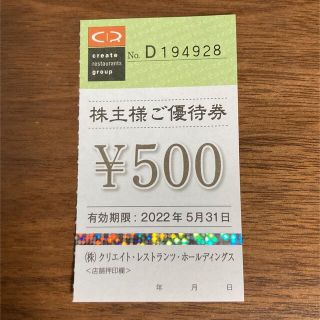 CR
create
restaurants
group
No. D194928
株主様ご優待券
¥500
有効期限：2022年5月31日
(株)クリエイト・レストランツ・ホールディングス
＜店舗押印欄＞
年 月 日